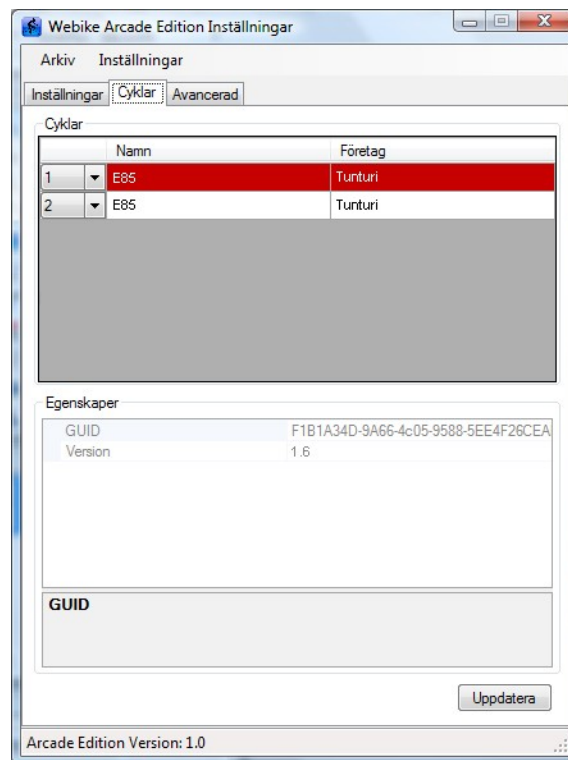 Webike Arcade Edition Inställningar
Arkiv Inställningar
Inställningar Cyklar Avancerad
Cyklar
Namn Företag
1 E85 Tunturi
2 E85 Tunturi
Egenskaper
GUID F1B1A34D-9A66-4c05-9588-5EE4F26CEA
Version 1.6
GUID
Uppdatera
Arcade Edition Version: 1.0